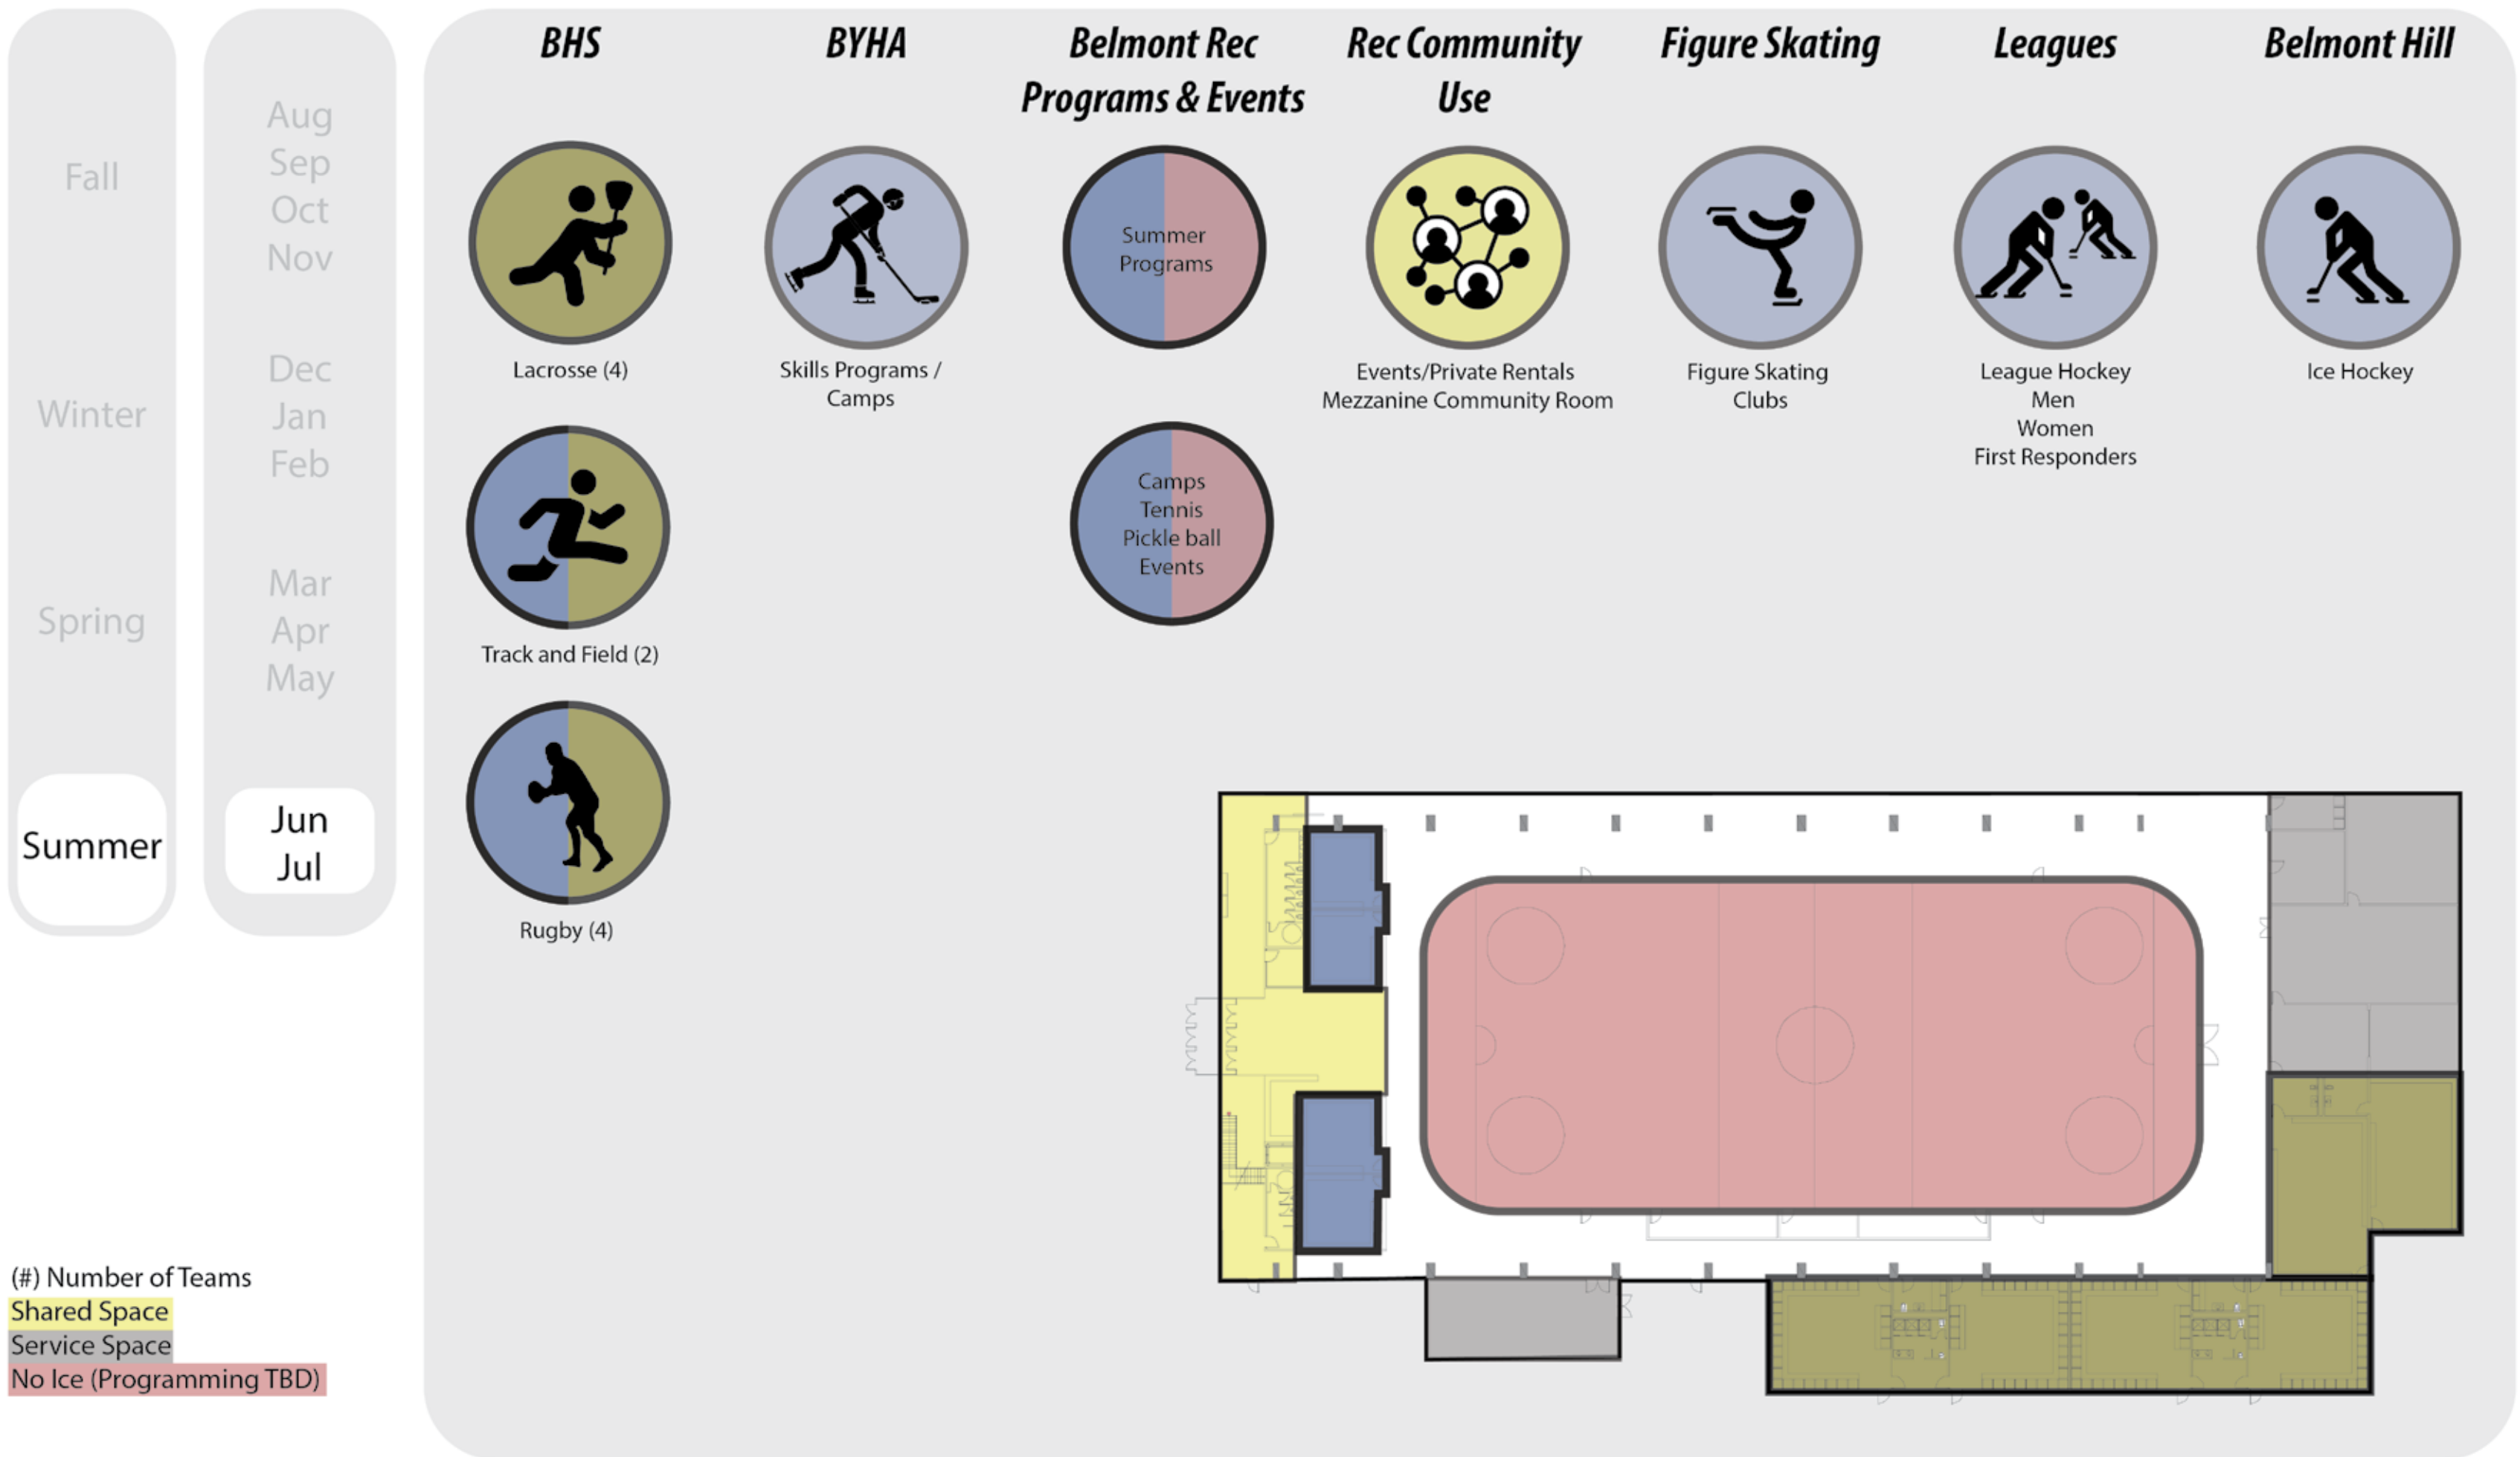 Fall
Winter
Spring
Summer
Aug
Sep
Oct
Nov
Dec
Jan
Feb
Mar
Apr
May
Jun
Jul
BHS
Lacrosse (4)
Track and Field (2)
Rugby (4)
BYHA
Skills Programs /
Camps
Belmont Rec
Programs & Events
Summer
Programs
Camps
Tennis
Pickle ball
Events
Rec Community
Use
Events/Private Rentals
Mezzanine Community Room
Figure Skating
Figure Skating
Clubs
Leagues
League Hockey
Men
Women
First Responders
Belmont Hill
Ice Hockey
(#) Number of Teams
Shared Space
Service Space
No Ice (Programming TBD)